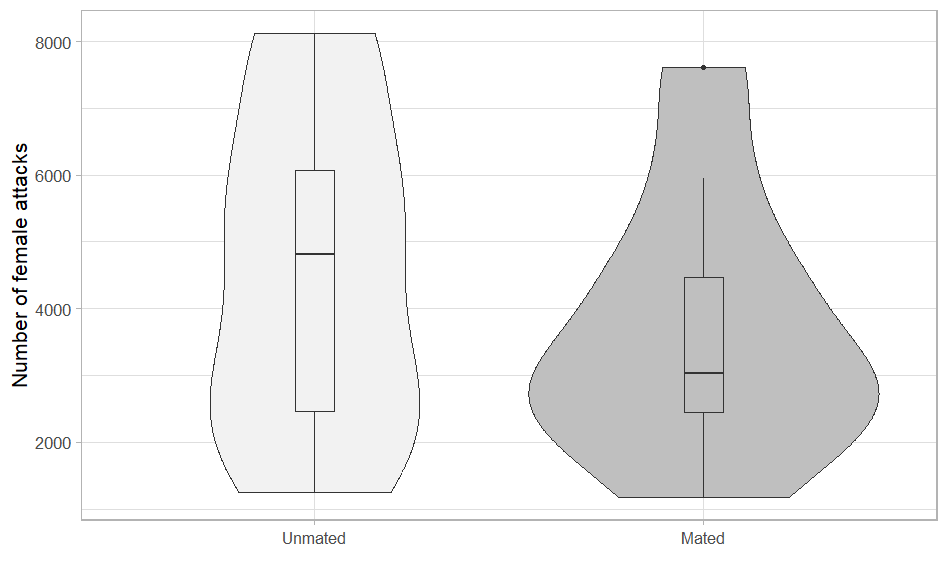 Number of female attacks
8000
6000
4000
2000
Unmated
Mated